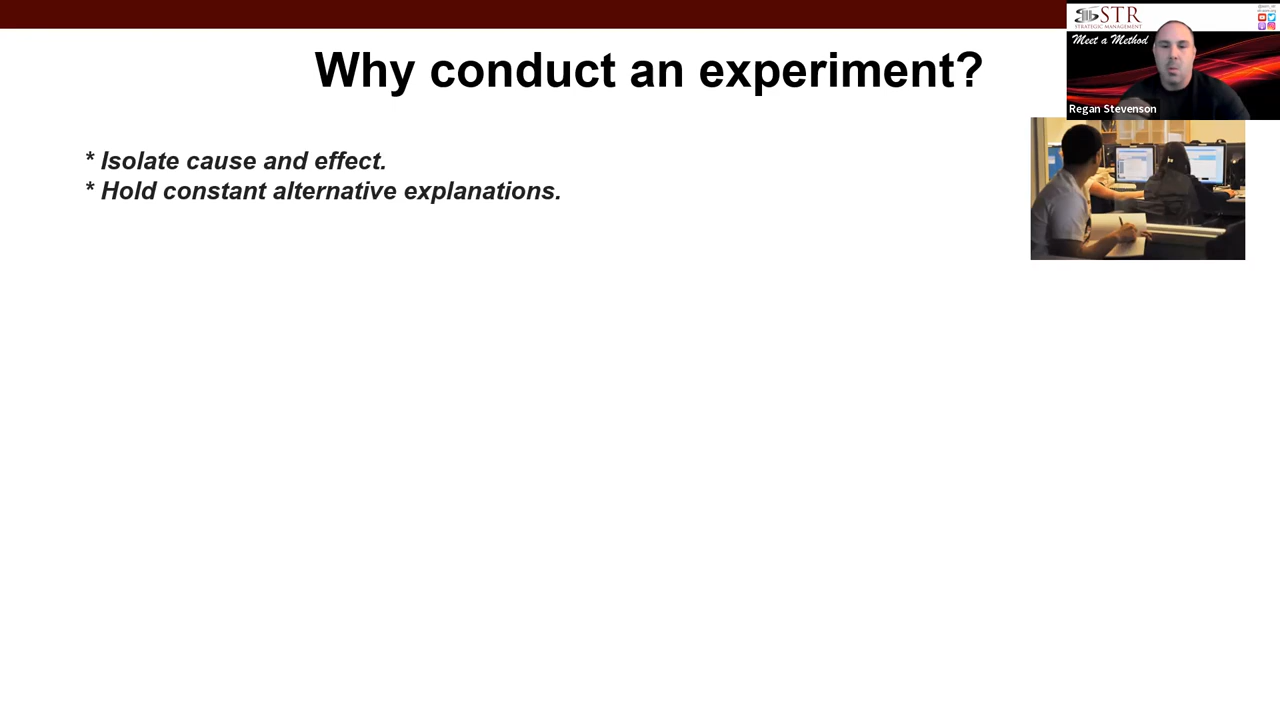 STR
STRATEGIC MANAGEMENT
Meet a Method
Regan Stevenson
Why conduct an experiment?
* Isolate cause and effect.
* Hold constant alternative explanations.